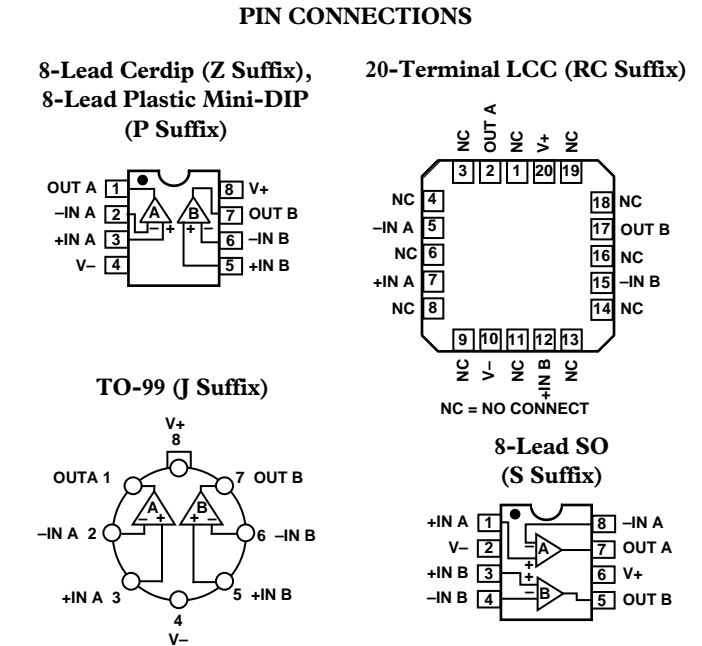 PIN CONNECTIONS
8-Lead Cerdip (Z Suffix),
8-Lead Plastic Mini-DIP
(P Suffix)
OUT A 1
–IN A 2
+IN A 3
V– 4
8 V+
7 OUT B
6 –IN B
5 +IN B
A B
– + + –
20-Terminal LCC (RC Suffix)
NC OUT A NC V+ NC
3 2 1 20 19
NC 4
–IN A 5
NC 6
+IN A 7
NC 8
18 NC
17 OUT B
16 NC
15 –IN B
14 NC
9 10 11 12 13
NC V– NC +IN B NC
NC = NO CONNECT
TO-99 (J Suffix)
V+
8
OUTA 1
7 OUT B
A B
– + + –
–IN A 2
6 –IN B
+IN A 3
5 +IN B
4
V–
8-Lead SO
(S Suffix)
+IN A 1
V– 2
+IN B 3
–IN B 4
8 –IN A
7 OUT A
6 V+
5 OUT B
– A
+
+
– B